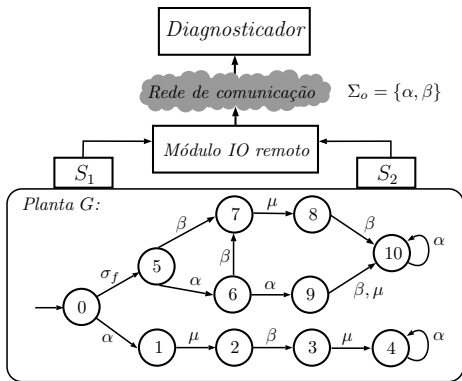 Diagnosticador
Rede de comunicação
Σo = {α, β}
Módulo IO remoto
S1
S2
Planta G:
7
μ
8
β
β
σf
5
β
10
α
α
6
α
9
β, μ
0
α
1
μ
2
β
3
μ
4
α